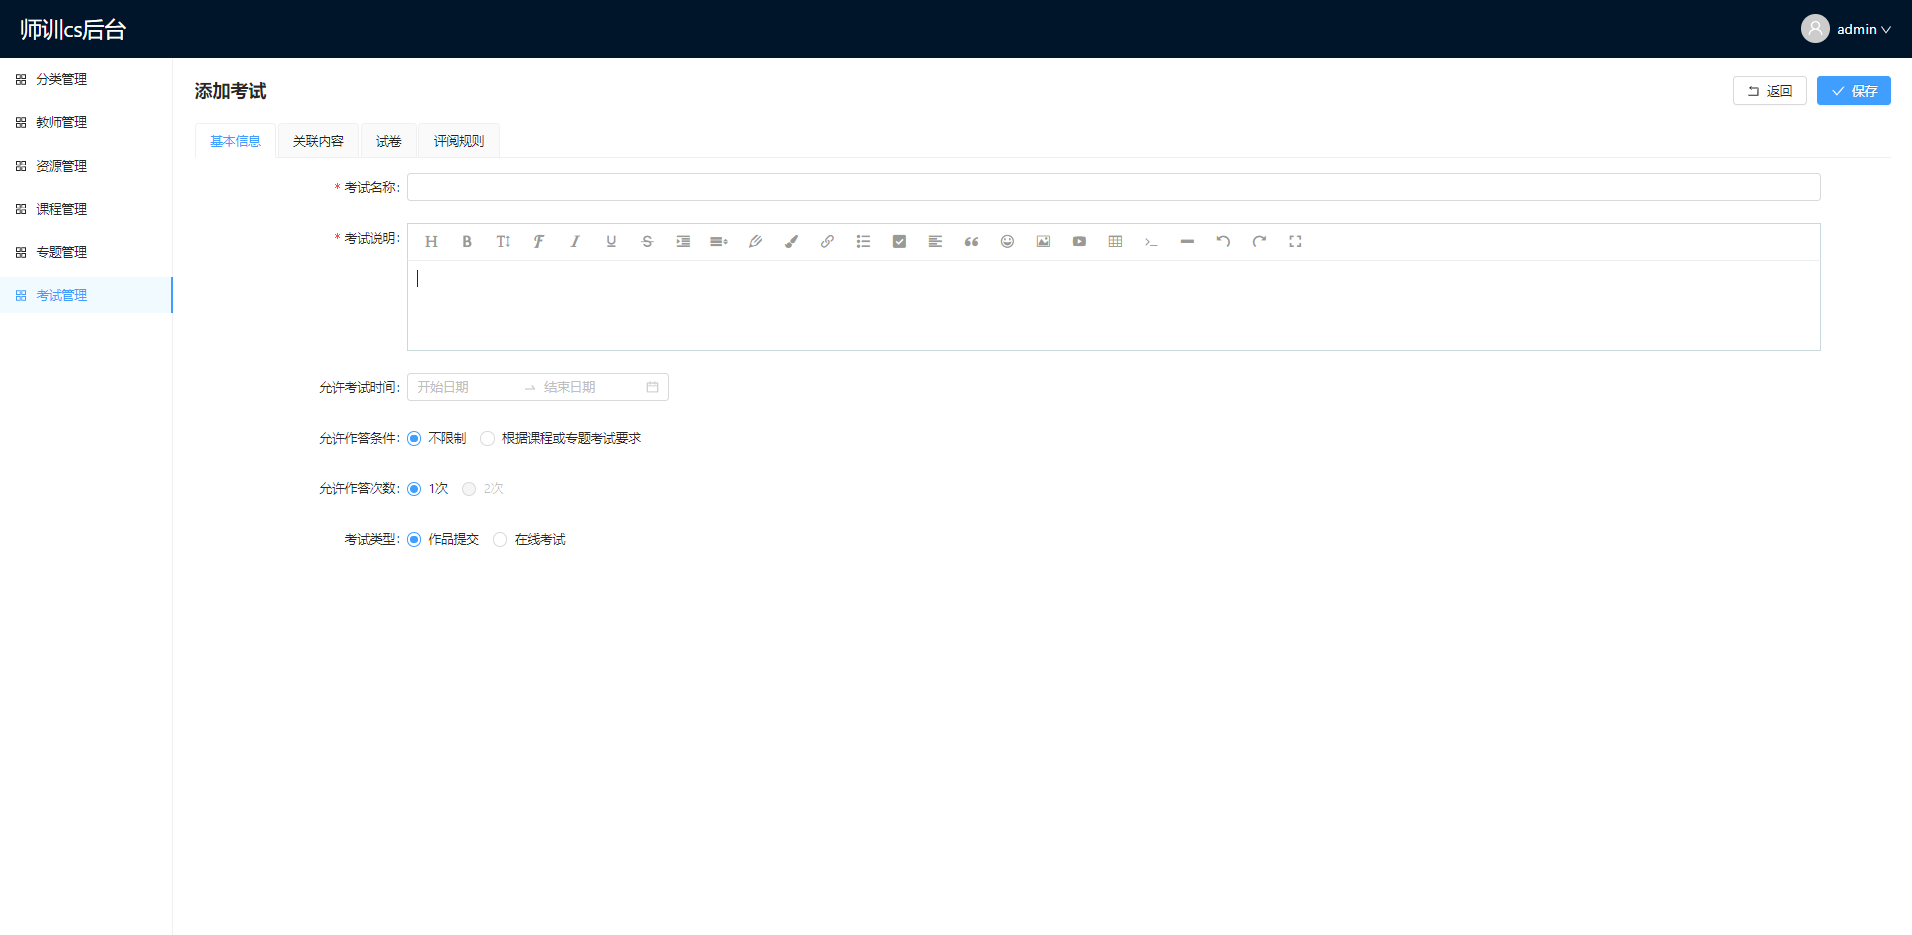 师训cs后台
admin
分类管理
教师管理
资源管理
课程管理
专题管理
考试管理
添加考试
返回
保存
基本信息 关联内容 试卷 评阅规则
* 考试名称:
* 考试说明:
允许考试时间: 开始日期 结束日期
允许作答条件: 不限制 根据课程或专题考试要求
允许作答次数: 1次 2次
考试类型: 作品提交 在线考试